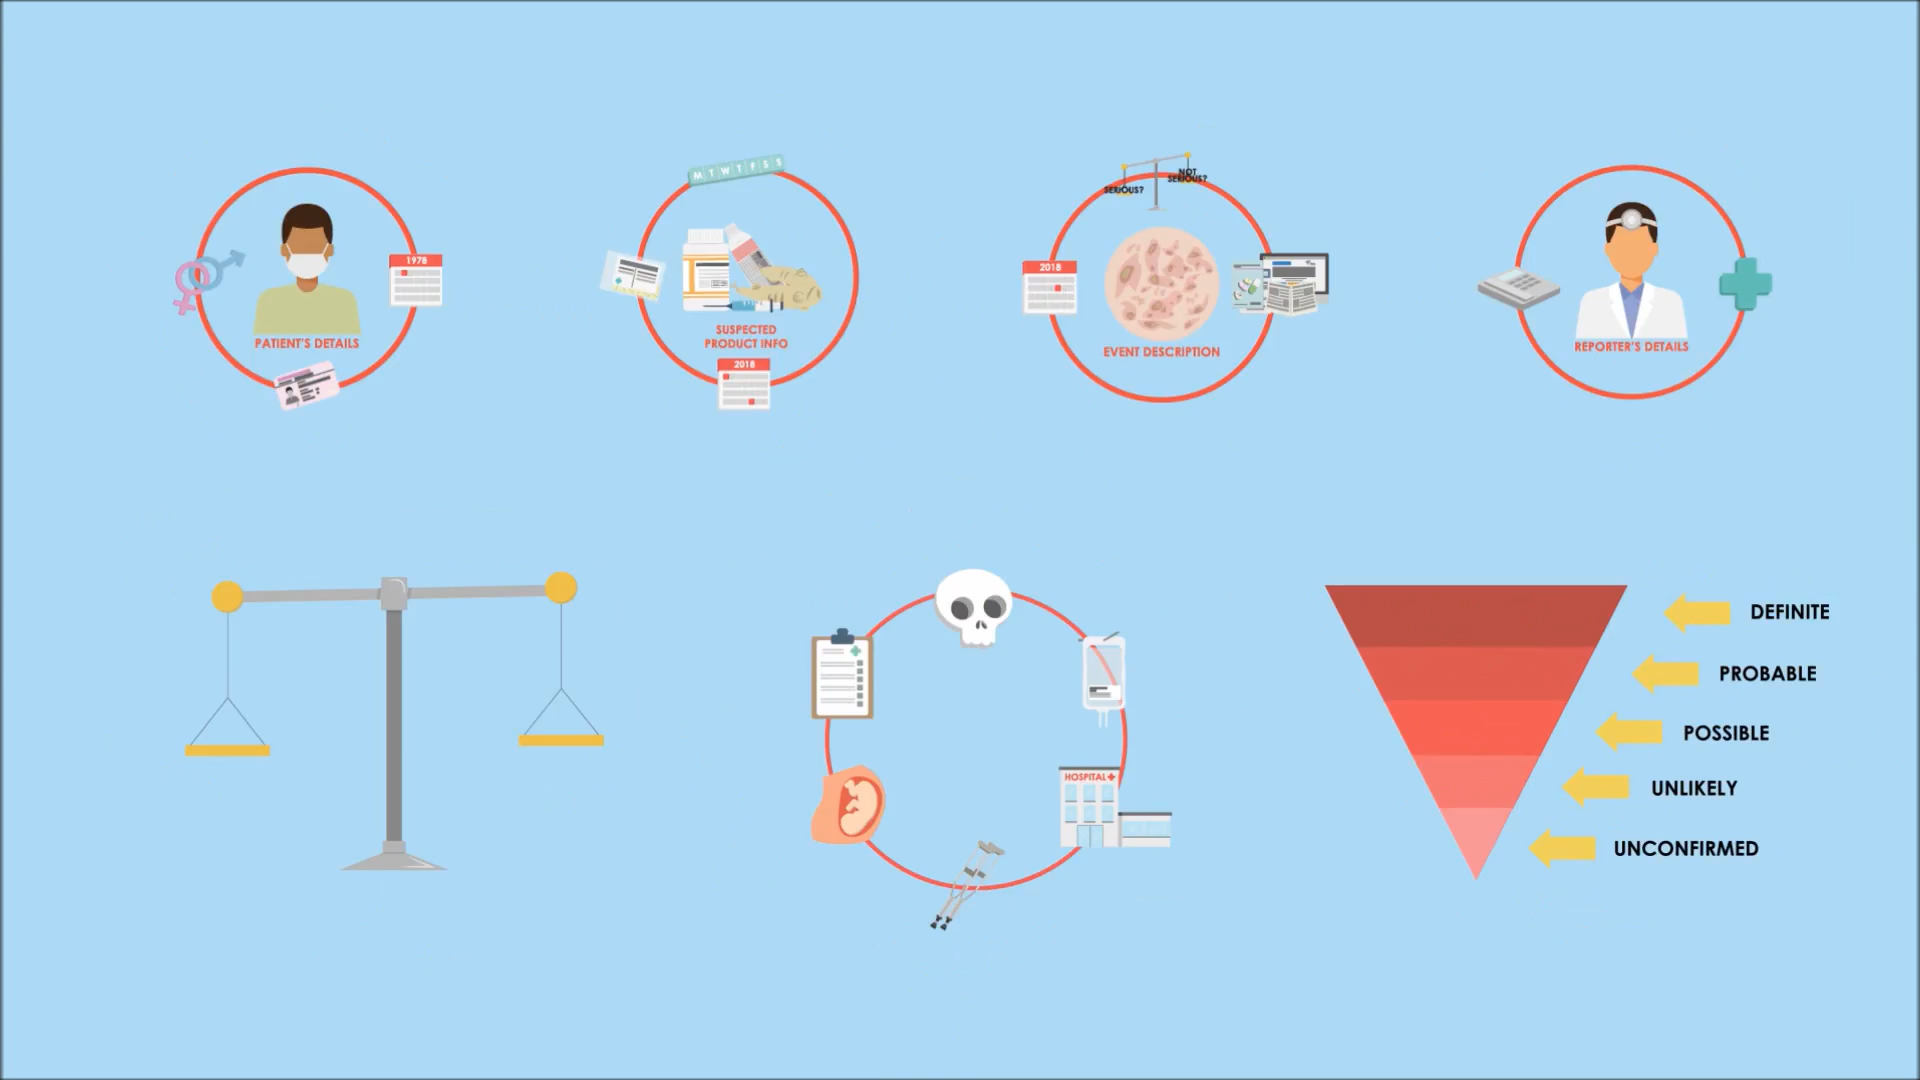 M T W T F S S
SERIOUS?
NOT
SERIOUS?
1978
2018
PATIENT'S DETAILS
SUSPECTED
PRODUCT INFO
2018
EVENT DESCRIPTION
REPORTER'S DETAILS
DEFINITE
PROBABLE
POSSIBLE
HOSPITAL
UNLIKELY
UNCONFIRMED